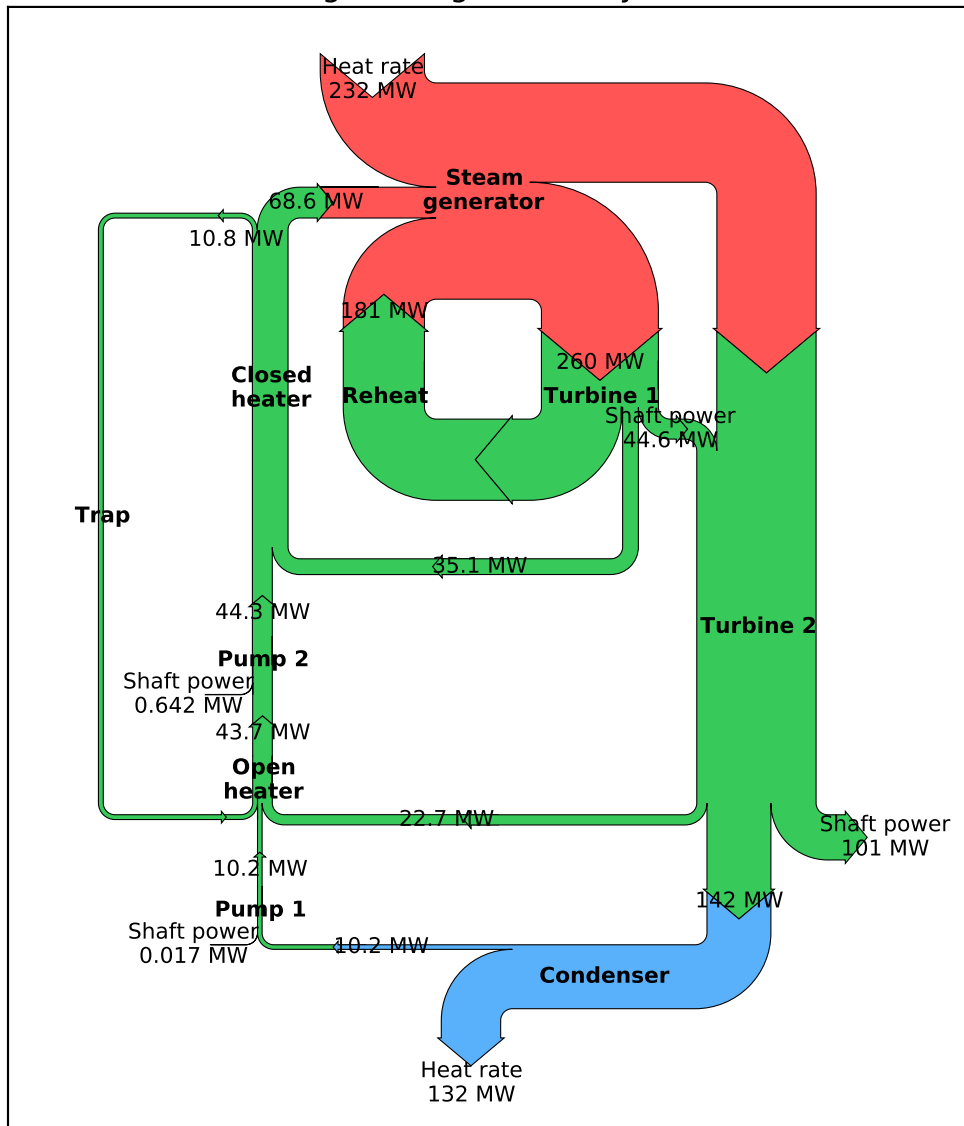 Heat rate
232 MW
Steam
generator
68.6 MW
10.8 MW
181 MW
260 MW
Closed
heater
Reheat
Turbine 1
Shaft power
44.6 MW
Trap
35.1 MW
44.3 MW
Turbine 2
Pump 2
Shaft power
0.642 MW
43.7 MW
Open
heater
22.7 MW
Shaft power
101 MW
10.2 MW
142 MW
Pump 1
Shaft power
0.017 MW
10.2 MW
Condenser
Heat rate
132 MW